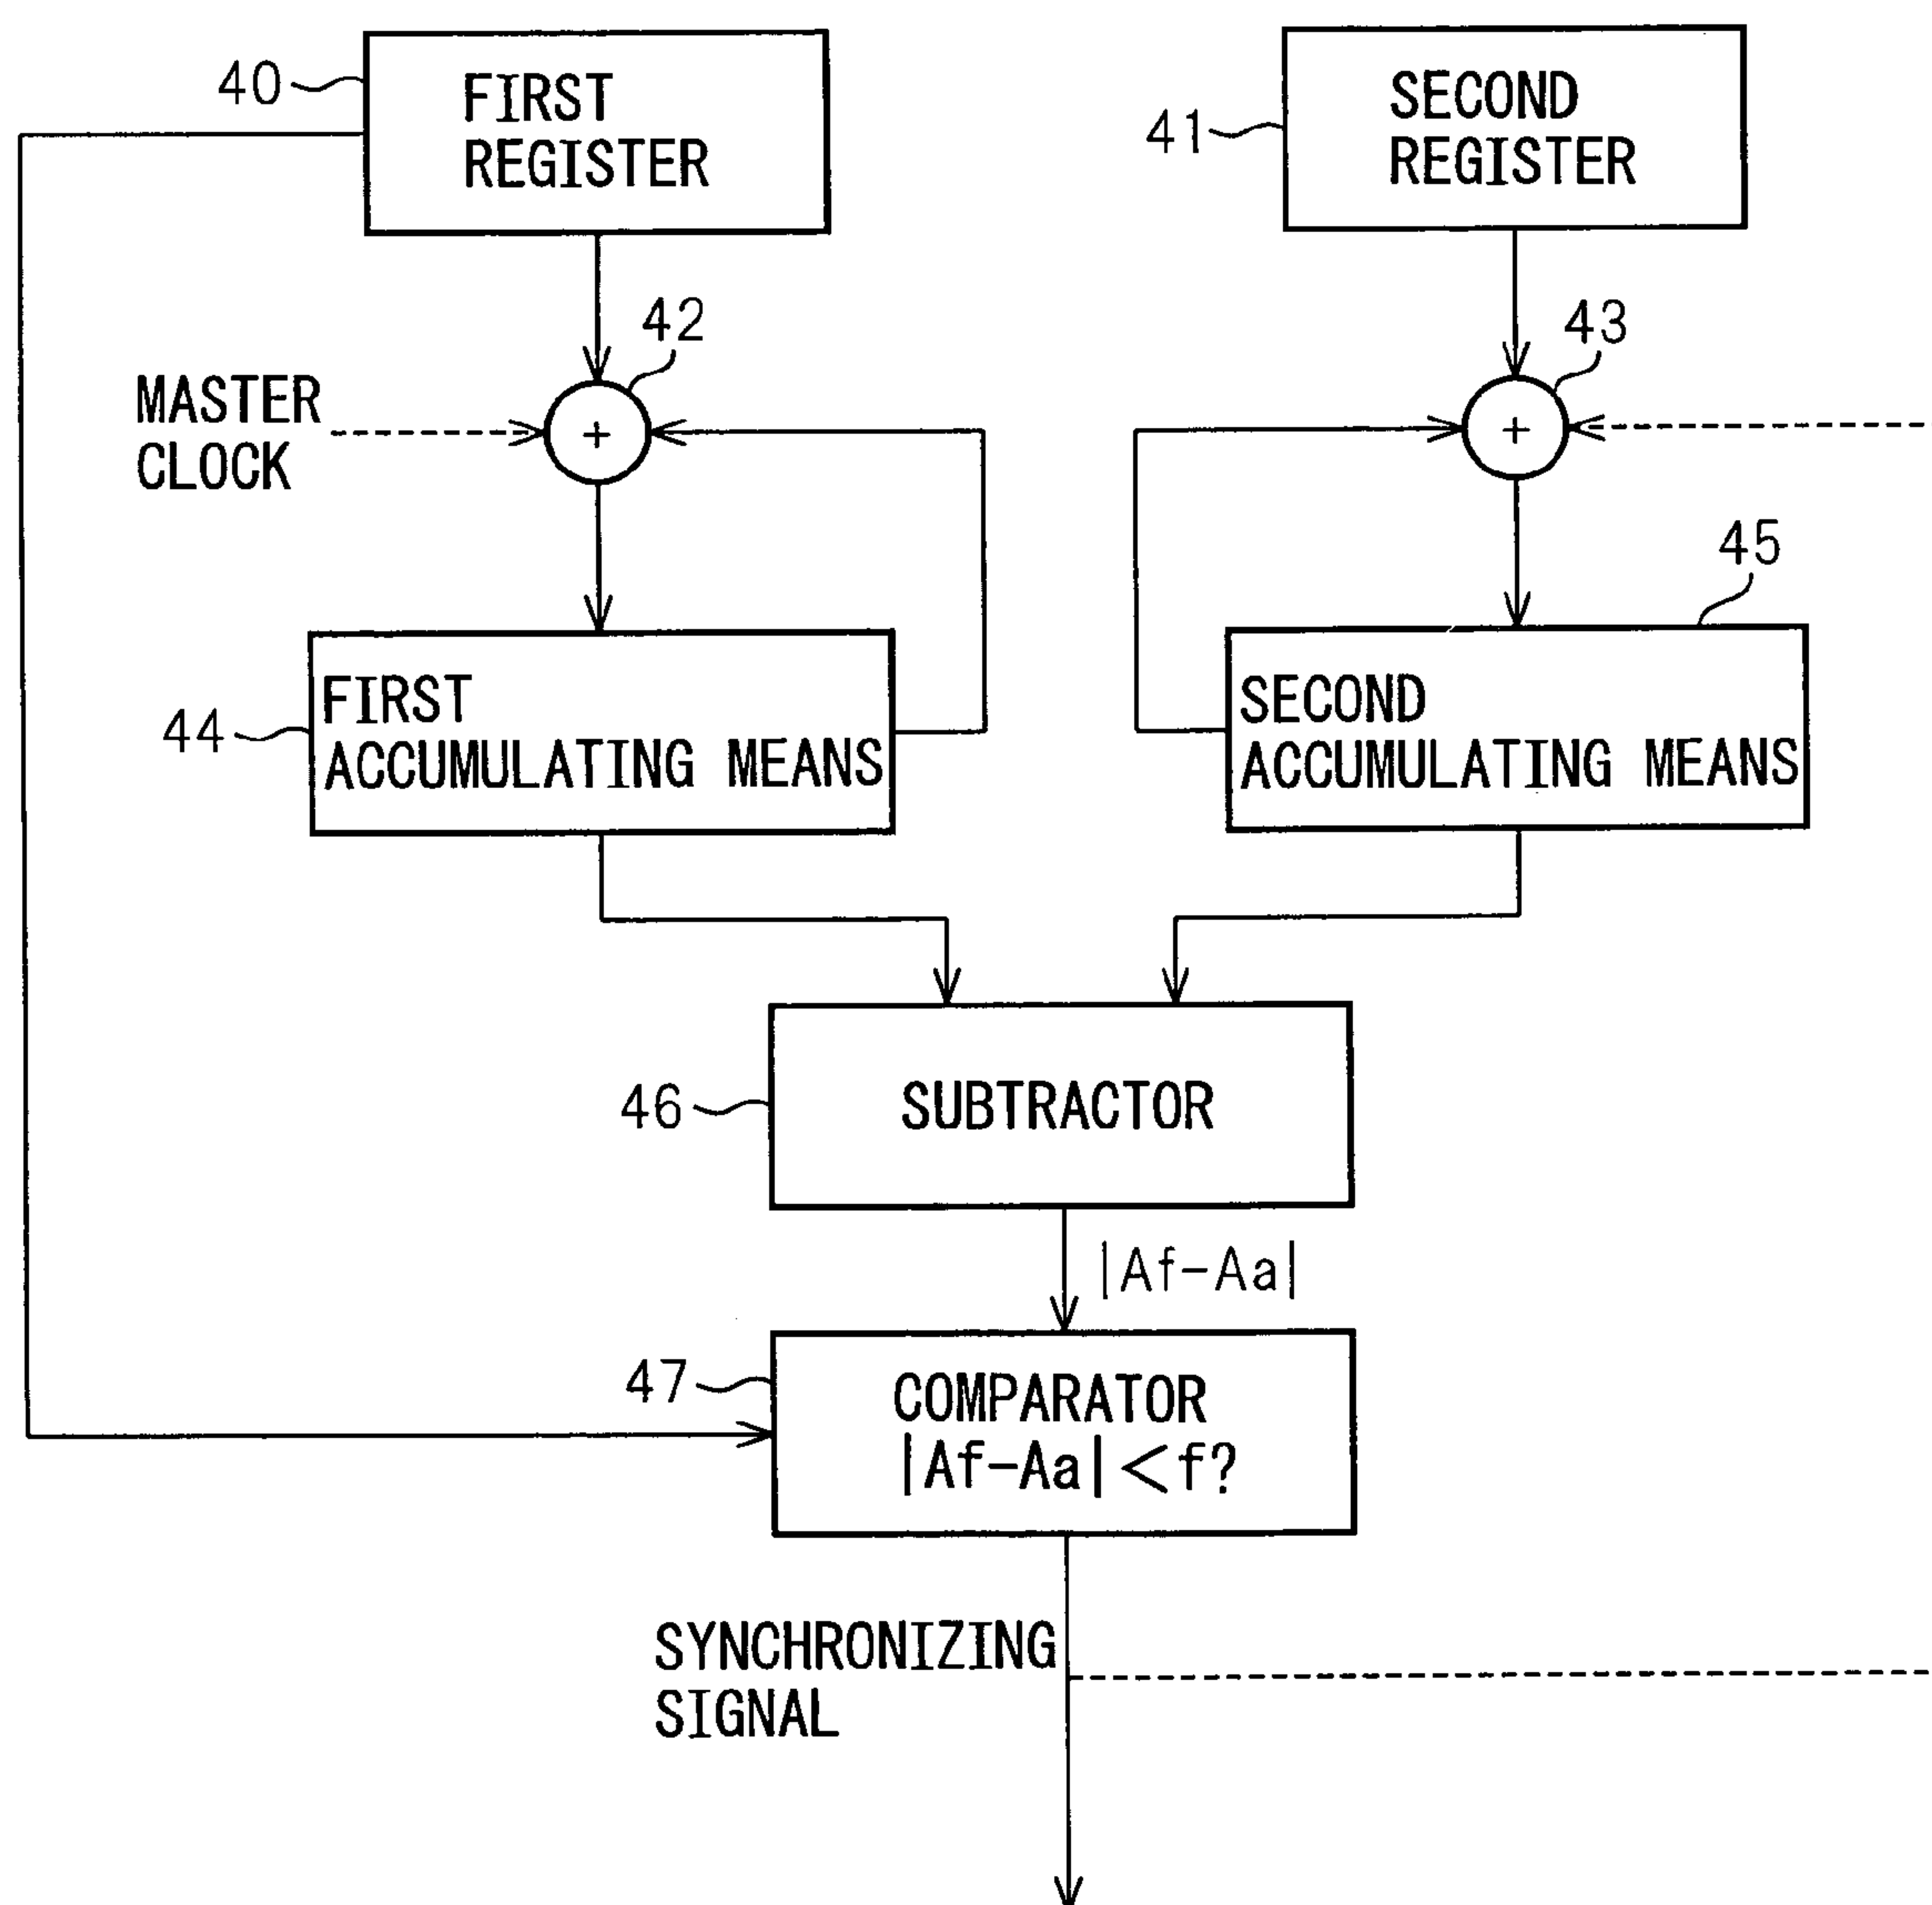 40
FIRST
REGISTER
41
SECOND
REGISTER
42
43
MASTER
CLOCK
+
+
45
44
FIRST
ACCUMULATING MEANS
SECOND
ACCUMULATING MEANS
46
SUBTRACTOR
|Af-Aa|
47
COMPARATOR
|Af-Aa|<f?
SYNCHRONIZING
SIGNAL